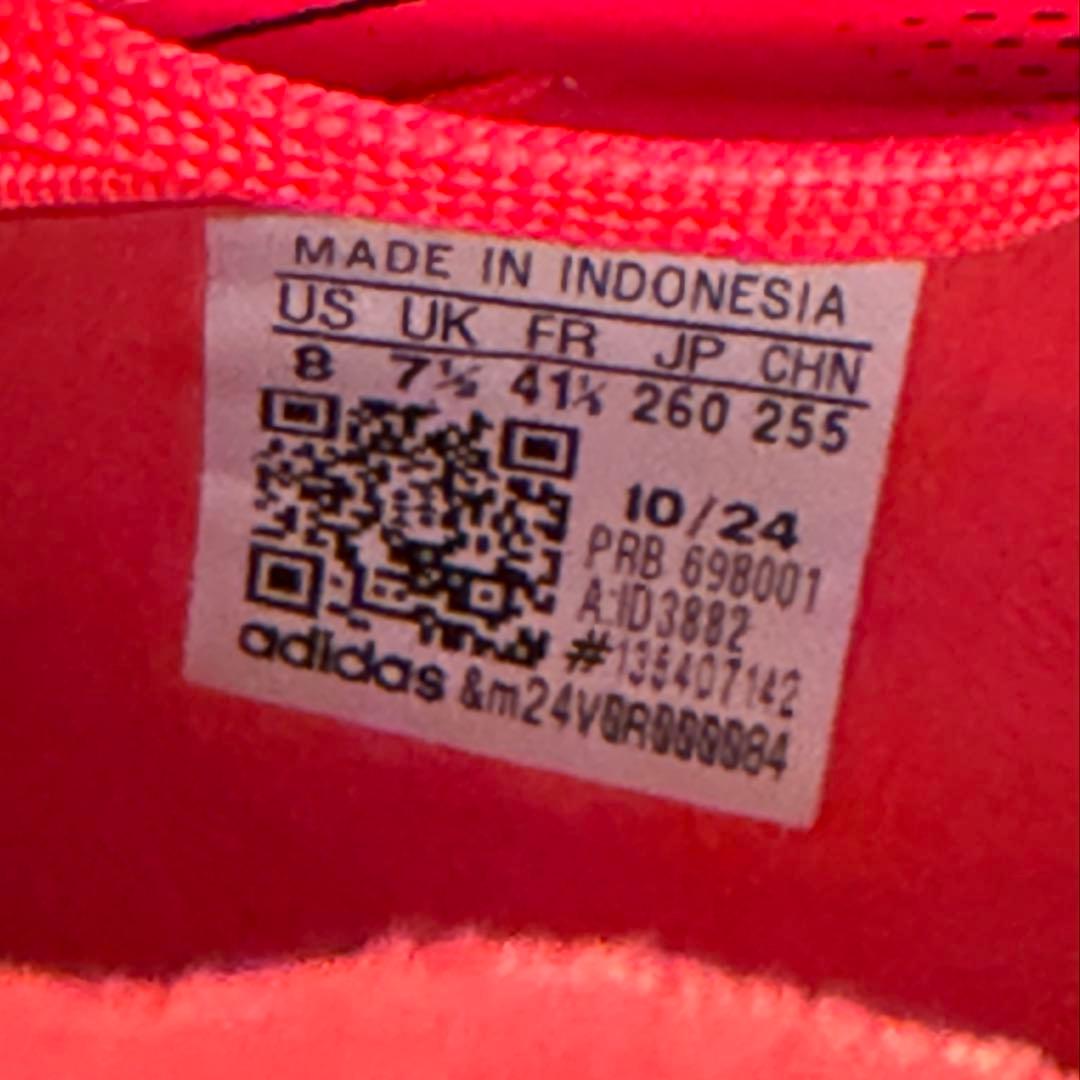 MADE IN INDONESIA
US UK FR JP CHN
8 7½ 41⅓ 260 255
10/24
PRB 698001
A:ID3882
#135407142
adidas &m24V0R000084